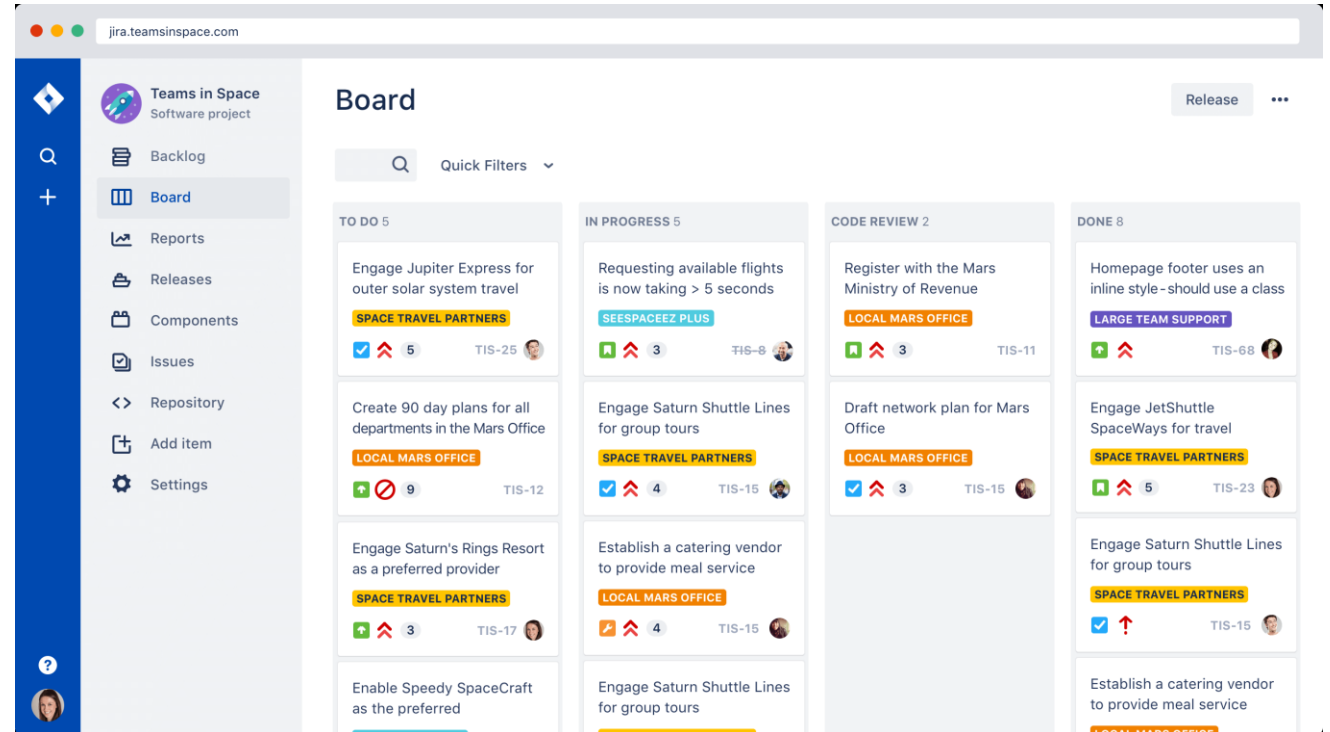 jira.teamsinspace.com
Teams in Space
Software project
Backlog
Board
Reports
Releases
Components
Issues
Repository
Add item
Settings
?
Board
Release
Quick Filters
TO DO 5
Engage Jupiter Express for
outer solar system travel
SPACE TRAVEL PARTNERS
5 TIS-25
Create 90 day plans for all
departments in the Mars Office
LOCAL MARS OFFICE
9 TIS-12
Engage Saturn's Rings Resort
as a preferred provider
SPACE TRAVEL PARTNERS
3 TIS-17
Enable Speedy SpaceCraft
as the preferred
IN PROGRESS 5
Requesting available flights
is now taking > 5 seconds
SEESPACEEZ PLUS
3 TIS-8
Engage Saturn Shuttle Lines
for group tours
SPACE TRAVEL PARTNERS
4 TIS-15
Establish a catering vendor
to provide meal service
LOCAL MARS OFFICE
4 TIS-15
Engage Saturn Shuttle Lines
for group tours
CODE REVIEW 2
Register with the Mars
Ministry of Revenue
LOCAL MARS OFFICE
3 TIS-11
Draft network plan for Mars
Office
LOCAL MARS OFFICE
3 TIS-15
DONE 8
Homepage footer uses an
inline style-should use a class
LARGE TEAM SUPPORT
TIS-68
Engage JetShuttle
SpaceWays for travel
SPACE TRAVEL PARTNERS
5 TIS-23
Engage Saturn Shuttle Lines
for group tours
SPACE TRAVEL PARTNERS
TIS-15
Establish a catering vendor
to provide meal service
LOCAL MARS OFFICE